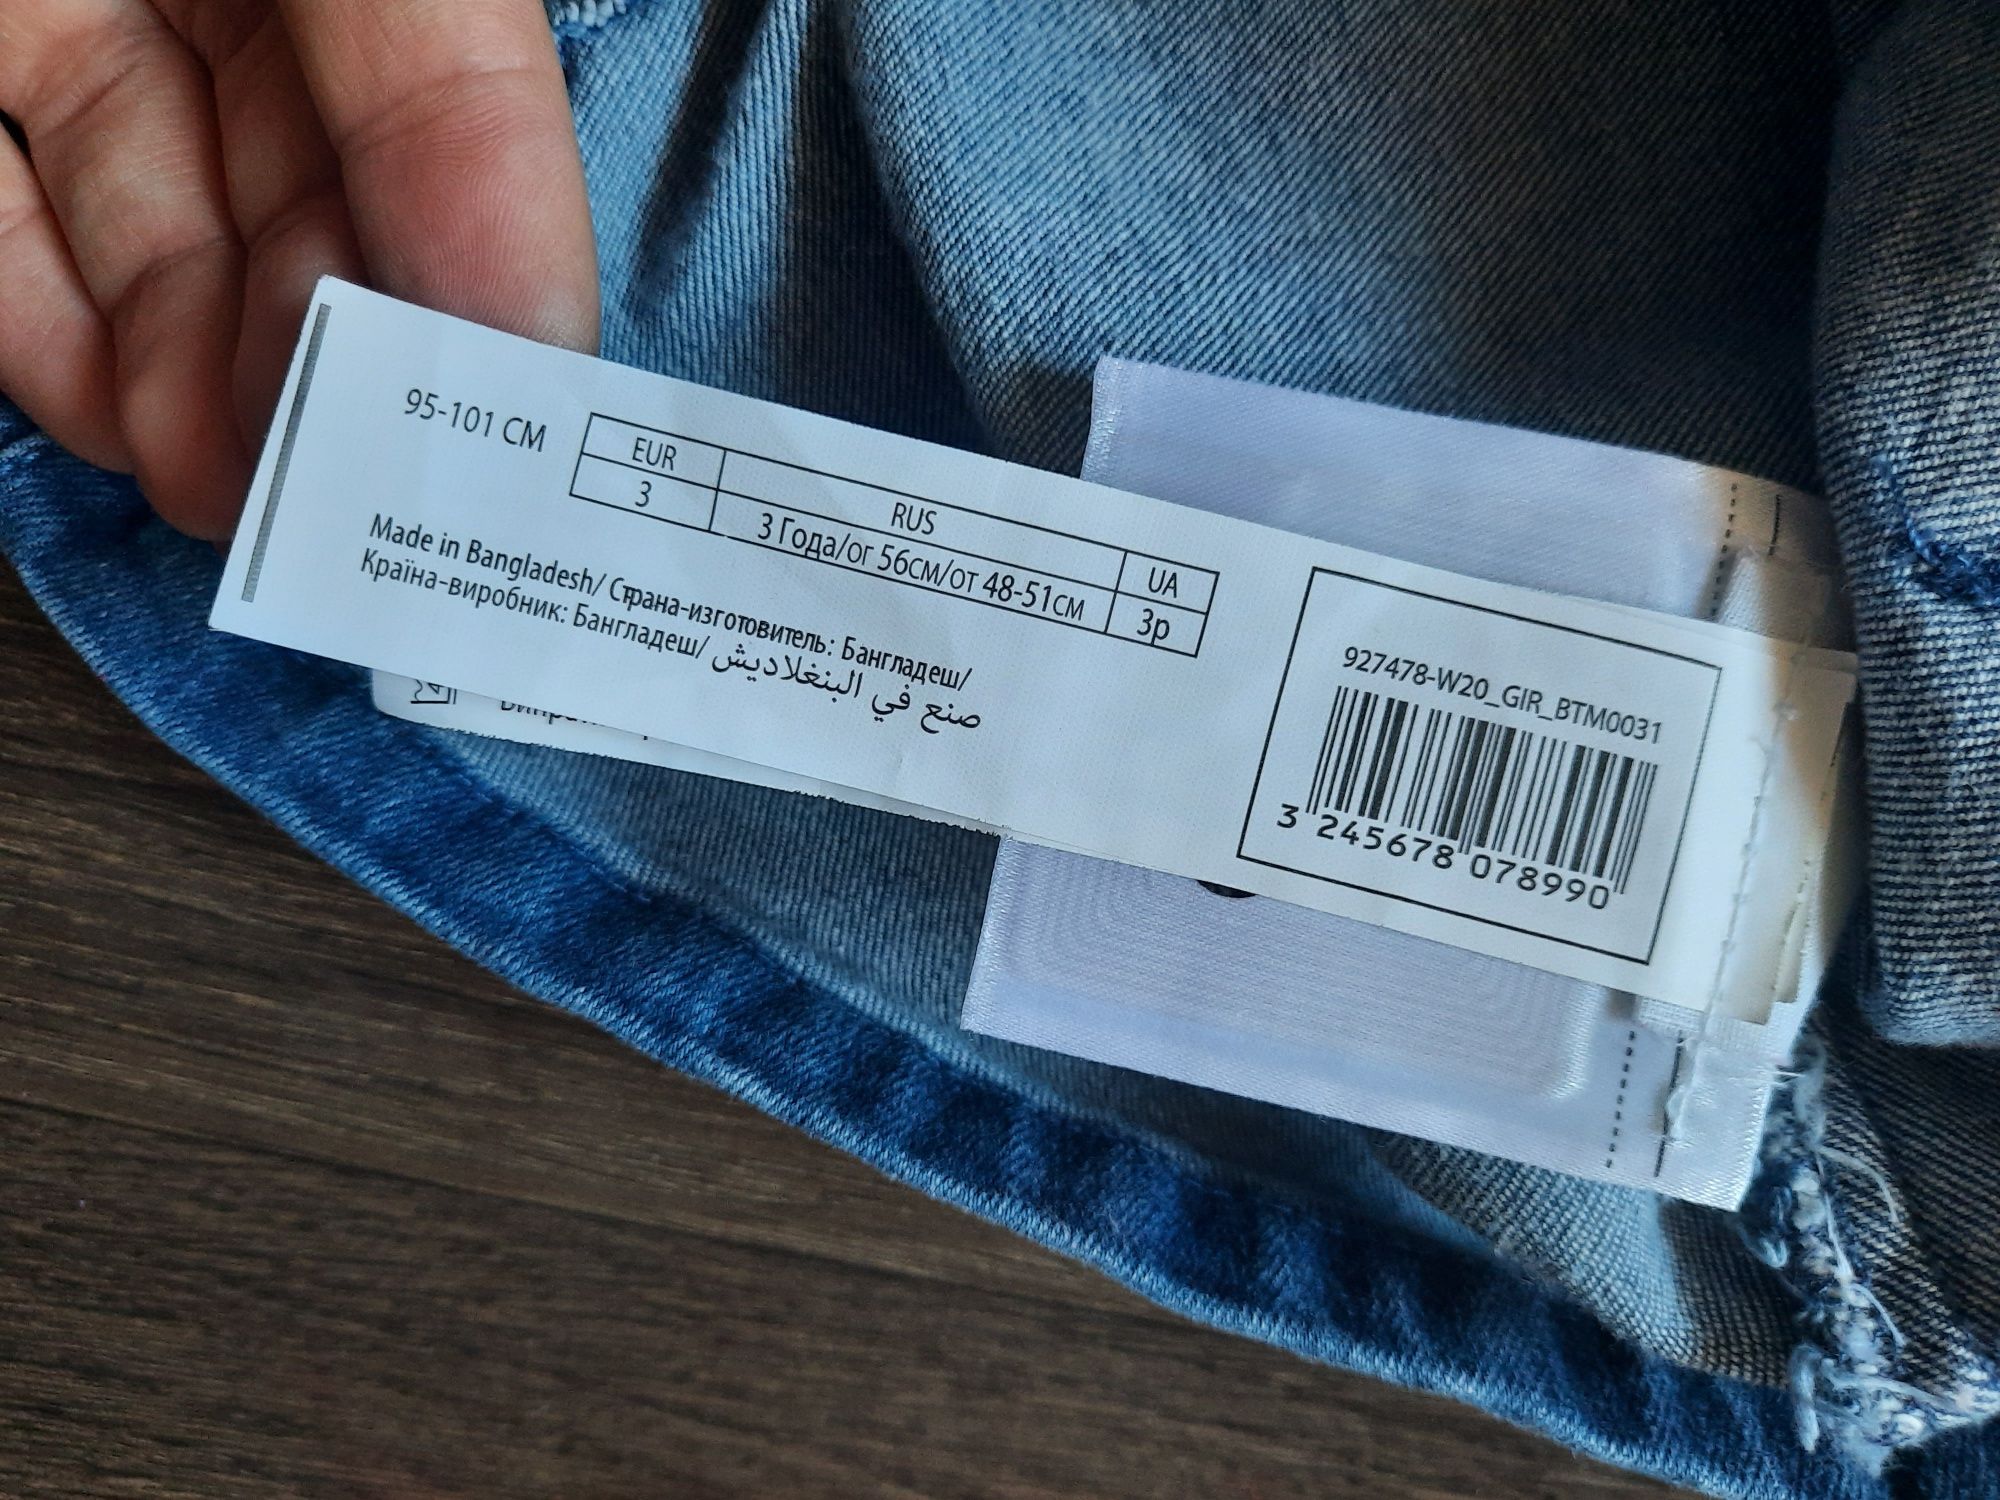 95-101 CM
EUR RUS UA
3 3 Года/ог 56см/от 48-51см 3р
Made in Bangladesh/ Страна-изготовитель: Бангладеш/
Країна-виробник: Бангладеш/ صنع في البنغلاديش
927478-W20_GIR_BTM0031
3 245678 078990